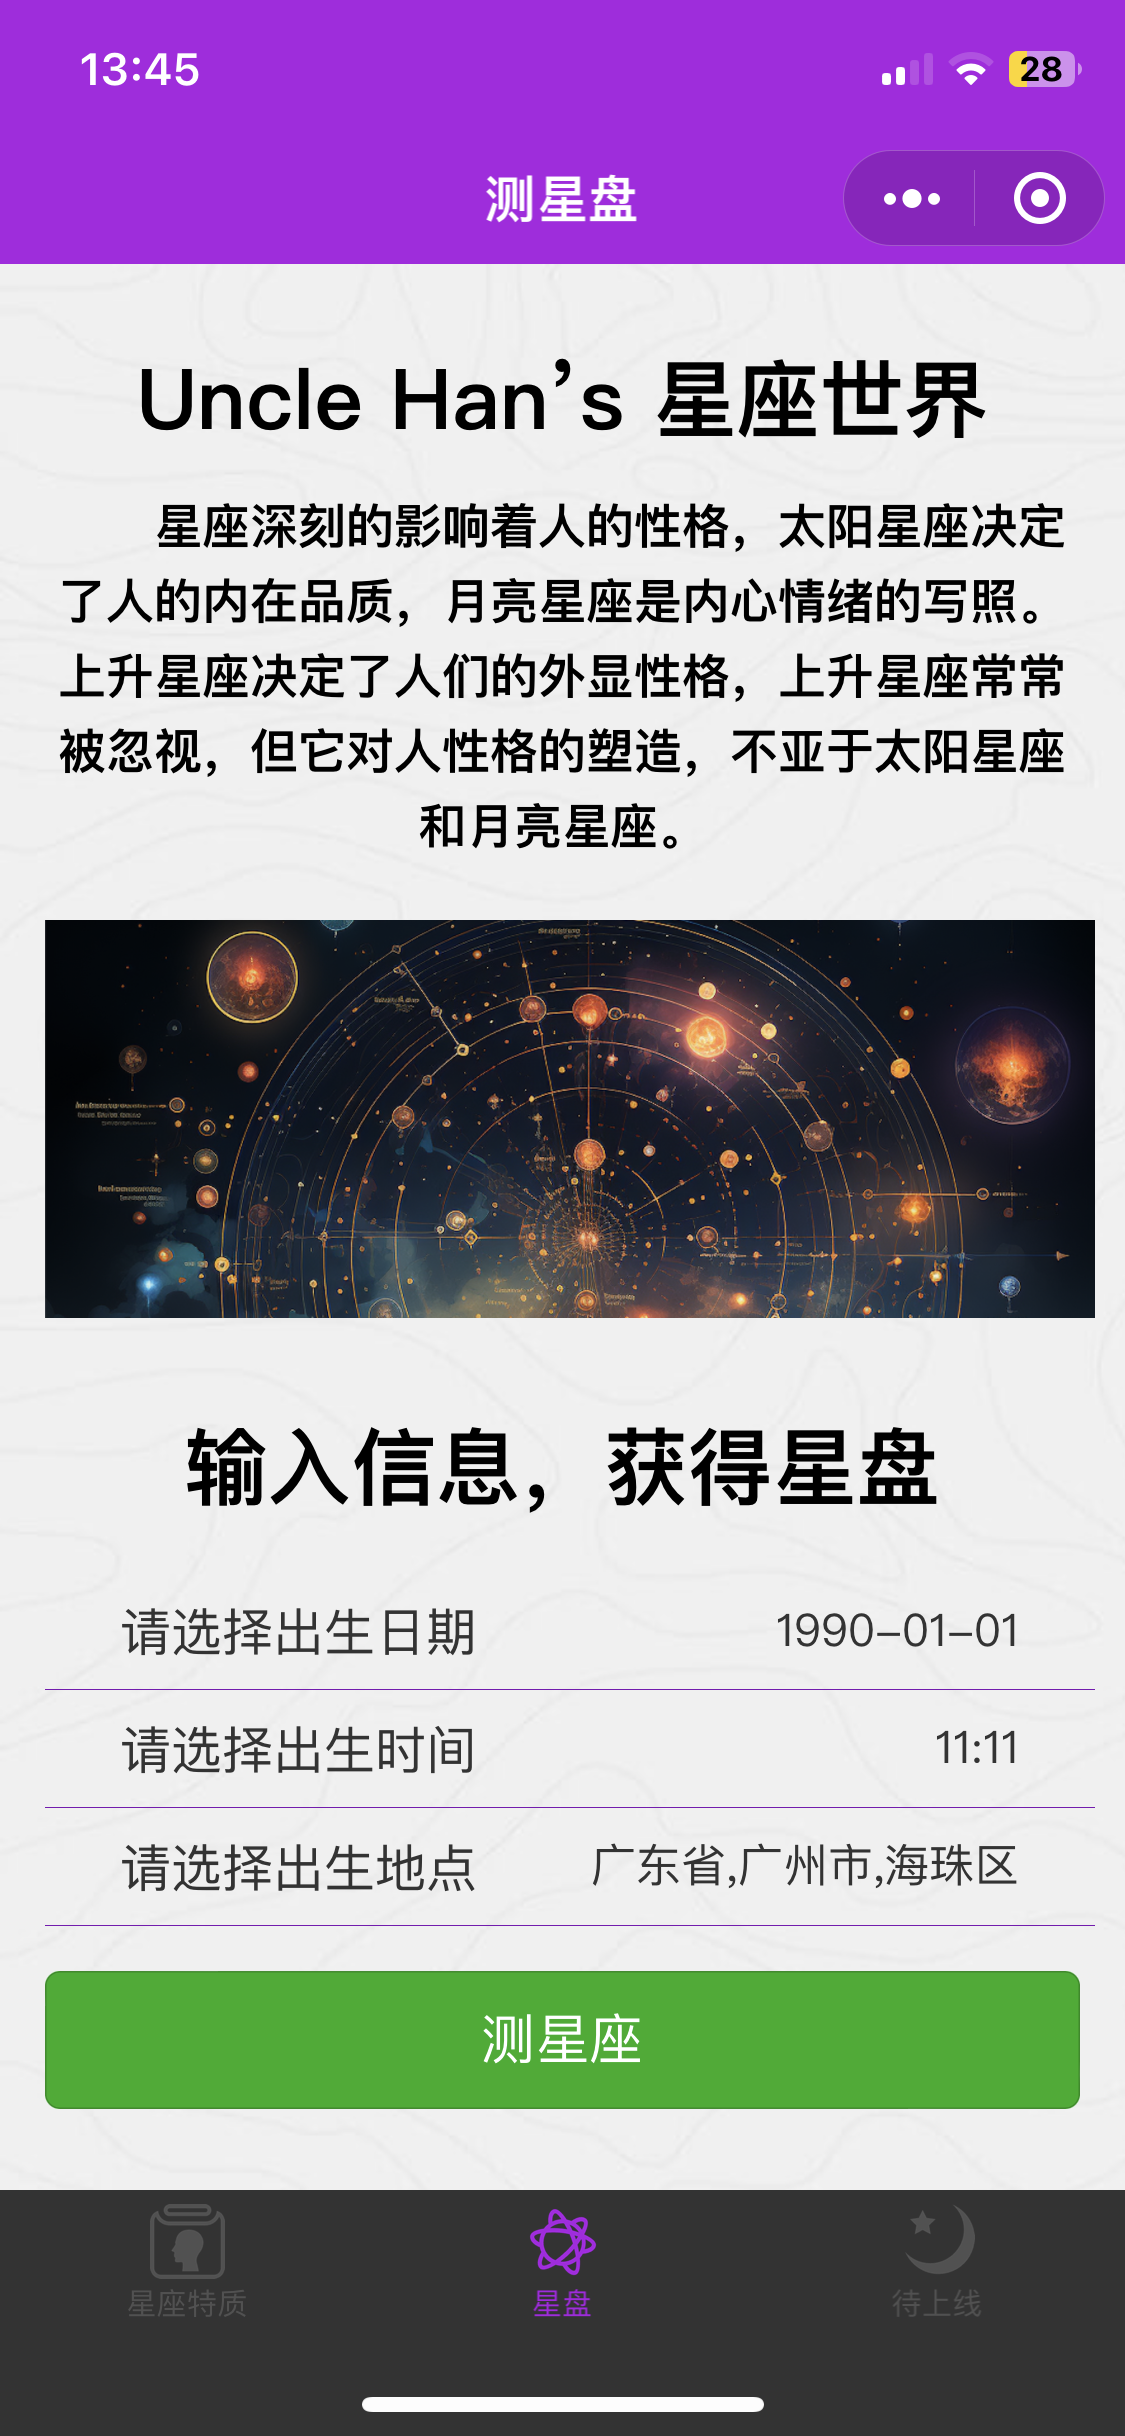 13:45
28
测星盘
Uncle Han’s 星座世界
星座深刻的影响着人的性格，太阳星座决定
了人的内在品质，月亮星座是内心情绪的写照。
上升星座决定了人们的外显性格，上升星座常常
被忽视，但它对人性格的塑造，不亚于太阳星座
和月亮星座。
输入信息，获得星盘
请选择出生日期 1990-01-01
请选择出生时间 11:11
请选择出生地点 广东省,广州市,海珠区
测星座
星座特质 星盘 待上线